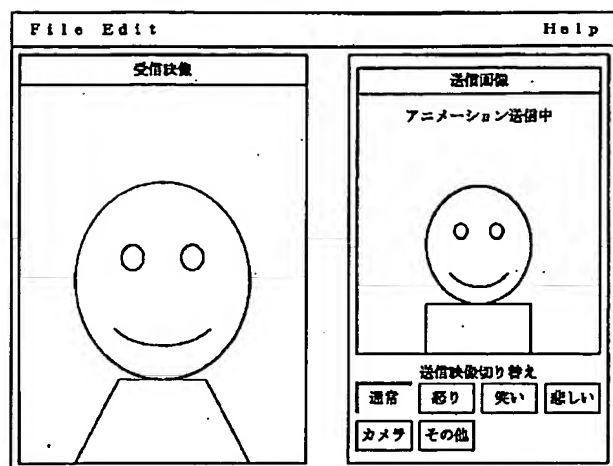 File Edit Help
受信映像
送信画像
アニメーション送信中
送信映像切り替え
通常 怒り 笑い 悲しい
カメラ その他